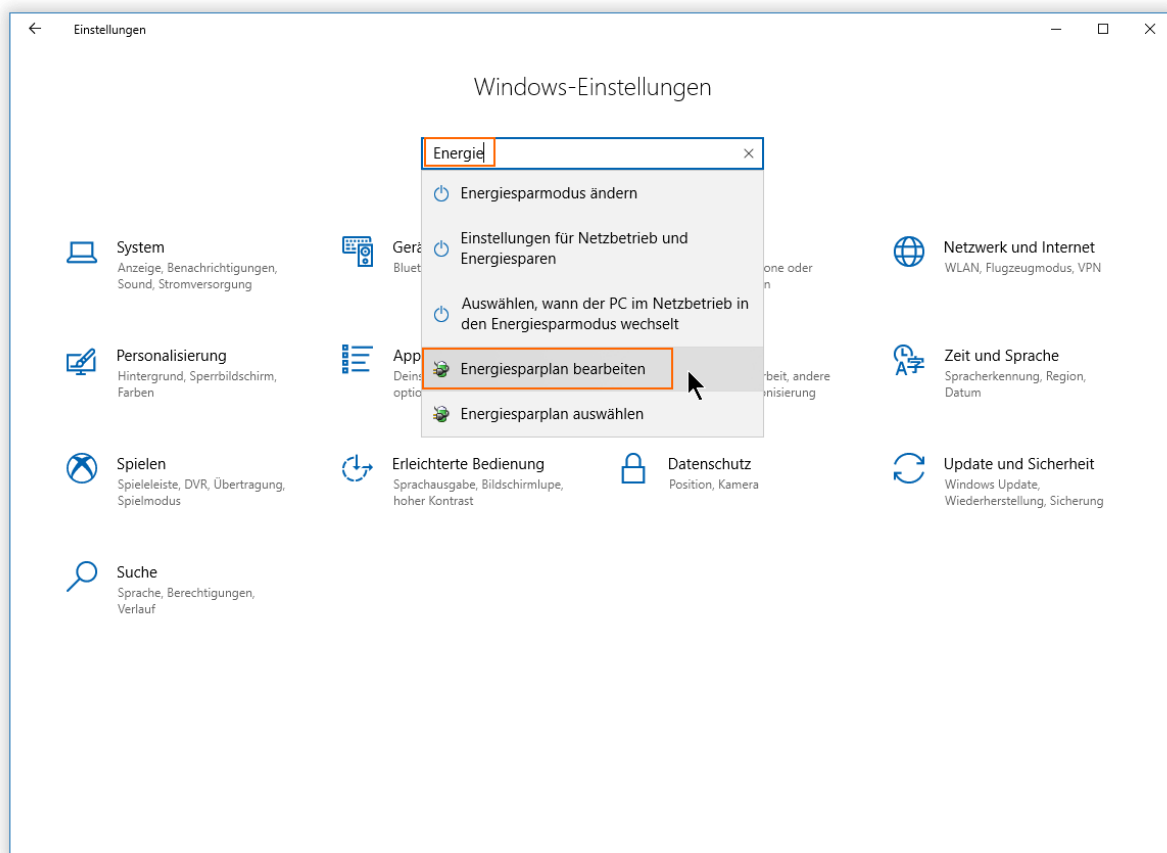 Einstellungen
Windows-Einstellungen
Energie
Energiesparmodus ändern
Einstellungen für Netzbetrieb und
Energiesparen
Auswählen, wann der PC im Netzbetrieb in
den Energiesparmodus wechselt
Energiesparplan bearbeiten
Energiesparplan auswählen
System
Anzeige, Benachrichtigungen,
Sound, Stromversorgung
Netzwerk und Internet
WLAN, Flugzeugmodus, VPN
Personalisierung
Hintergrund, Sperrbildschirm,
Farben
App
Zeit und Sprache
Spracherkennung, Region,
Datum
oder
andere
Spielen
Spieleleiste, DVR, Übertragung,
Spielmodus
Erleichterte Bedienung
Sprachausgabe, Bildschirmlupe,
hoher Kontrast
Datenschutz
Position, Kamera
Update und Sicherheit
Windows Update,
Wiederherstellung, Sicherung
Suche
Sprache, Berechtigungen,
Verlauf